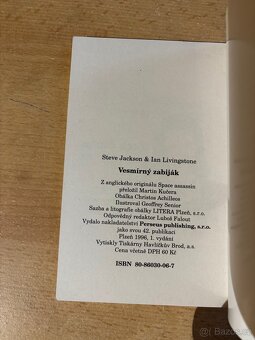 Steve Jackson & Ian Livingstone
Vesmírný zabiják
Z anglického originálu Space assassin
přeložil Martin Kučera
Obálka Christos Achilleos
Ilustroval Geoffrey Senior
Sazba a litografie obálky LITERA Plzeň, s.r.o.
Odpovědný redaktor Luboš Falout
Vydalo nakladatelství Perseus publishing, s.r.o.
jako svou 42. publikaci
Plzeň 1996, 1. vydání
Vytiskly Tiskárny Havlíčkův Brod, a.s.
Cena včetně DPH 60 Kč
ISBN 80-86030-06-7